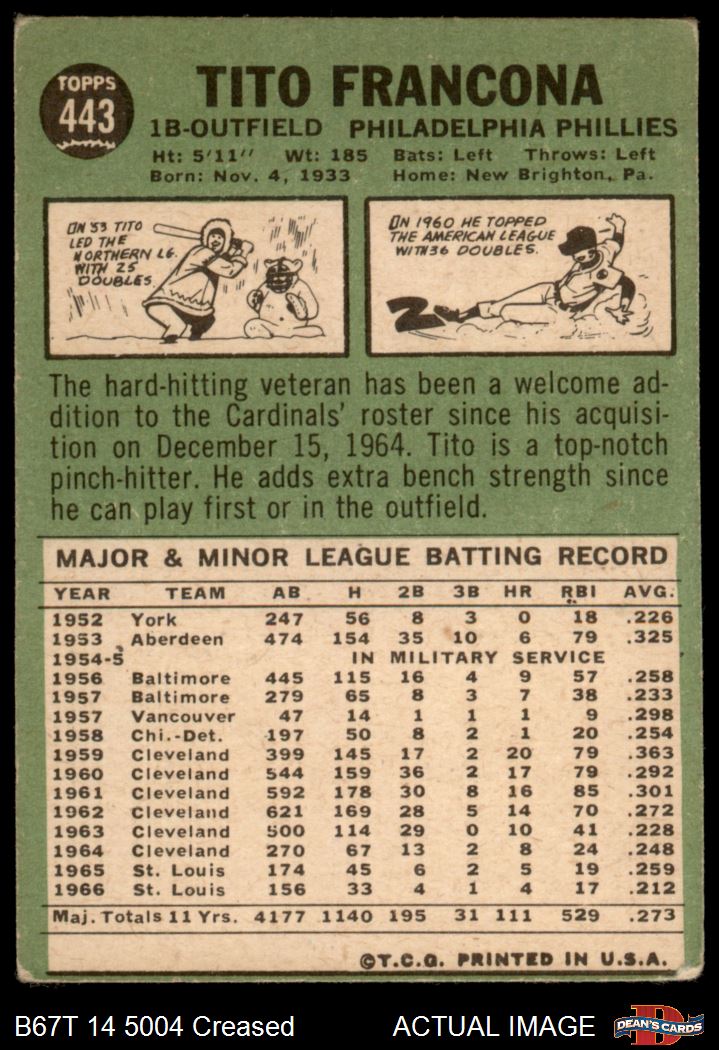 TOPPS
443
TITO FRANCONA
1B-OUTFIELD PHILADELPHIA PHILLIES
Ht: 5'11" Wt: 185 Bats: Left Throws: Left
Born: Nov. 4, 1933 Home: New Brighton, Pa.
IN '53 TITO
LED THE
NORTHERN LG.
WITH 25
DOUBLES.
IN 1960 HE TOPPED
THE AMERICAN LEAGUE
WITH 36 DOUBLES.
2
The hard-hitting veteran has been a welcome ad-
dition to the Cardinals' roster since his acquisi-
tion on December 15, 1964. Tito is a top-notch
pinch-hitter. He adds extra bench strength since
he can play first or in the outfield.
MAJOR & MINOR LEAGUE BATTING RECORD
YEAR TEAM AB H 2B 3B HR RBI AVG.
1952 York 247 56 8 3 0 18 .226
1953 Aberdeen 474 154 35 10 6 79 .325
1954-5 IN MILITARY SERVICE
1956 Baltimore 445 115 16 4 9 57 .258
1957 Baltimore 279 65 8 3 7 38 .233
1957 Vancouver 47 14 1 1 1 9 .298
1958 Chi.-Det. 197 50 8 2 1 20 .254
1959 Cleveland 399 145 17 2 20 79 .363
1960 Cleveland 544 159 36 2 17 79 .292
1961 Cleveland 592 178 30 8 16 85 .301
1962 Cleveland 621 169 28 5 14 70 .272
1963 Cleveland 500 114 29 0 10 41 .228
1964 Cleveland 270 67 13 2 8 24 .248
1965 St. Louis 174 45 6 2 5 19 .259
1966 St. Louis 156 33 4 1 4 17 .212
Maj. Totals 11 Yrs. 4177 1140 195 31 111 529 .273
©T.C.G. PRINTED IN U.S.A.
B67T 14 5004 Creased ACTUAL IMAGE DEAN'S CARDS